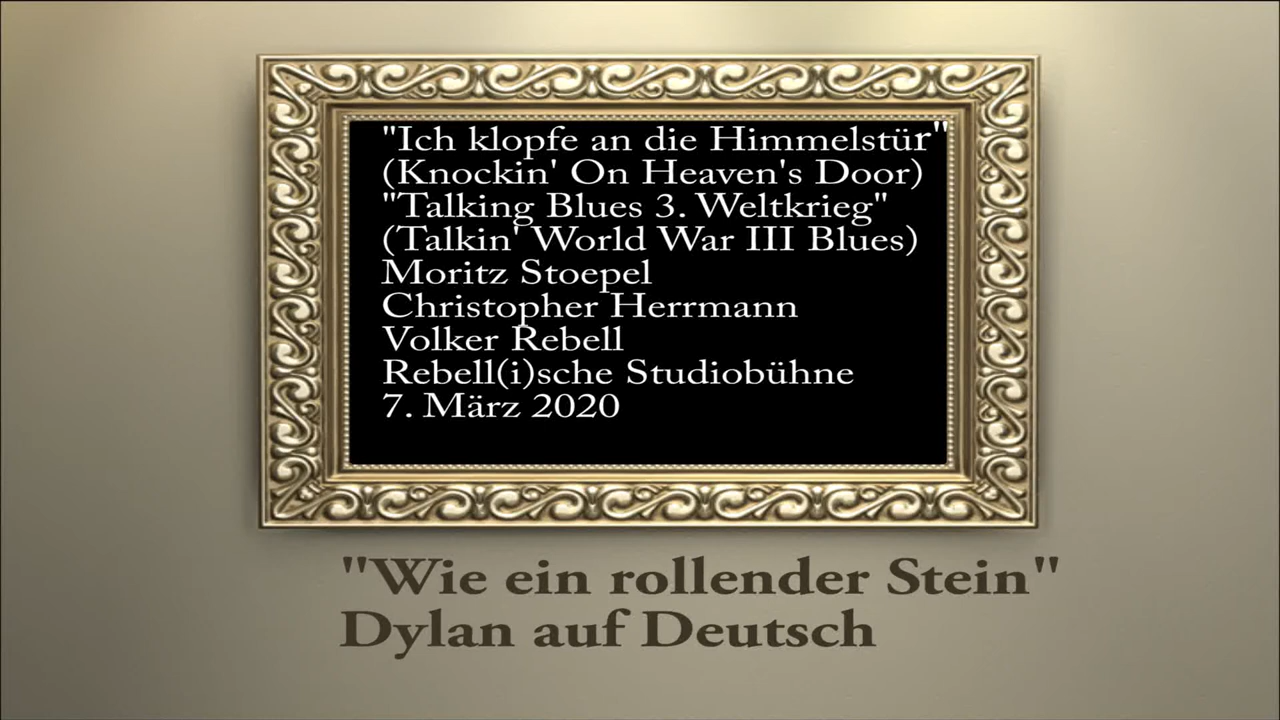 "Ich klopfe an die Himmelstür"
(Knockin' On Heaven's Door)
"Talking Blues 3. Weltkrieg"
(Talkin' World War III Blues)
Moritz Stoepel
Christopher Herrmann
Volker Rebell
Rebell(i)sche Studiobühne
7. März 2020
"Wie ein rollender Stein"
Dylan auf Deutsch